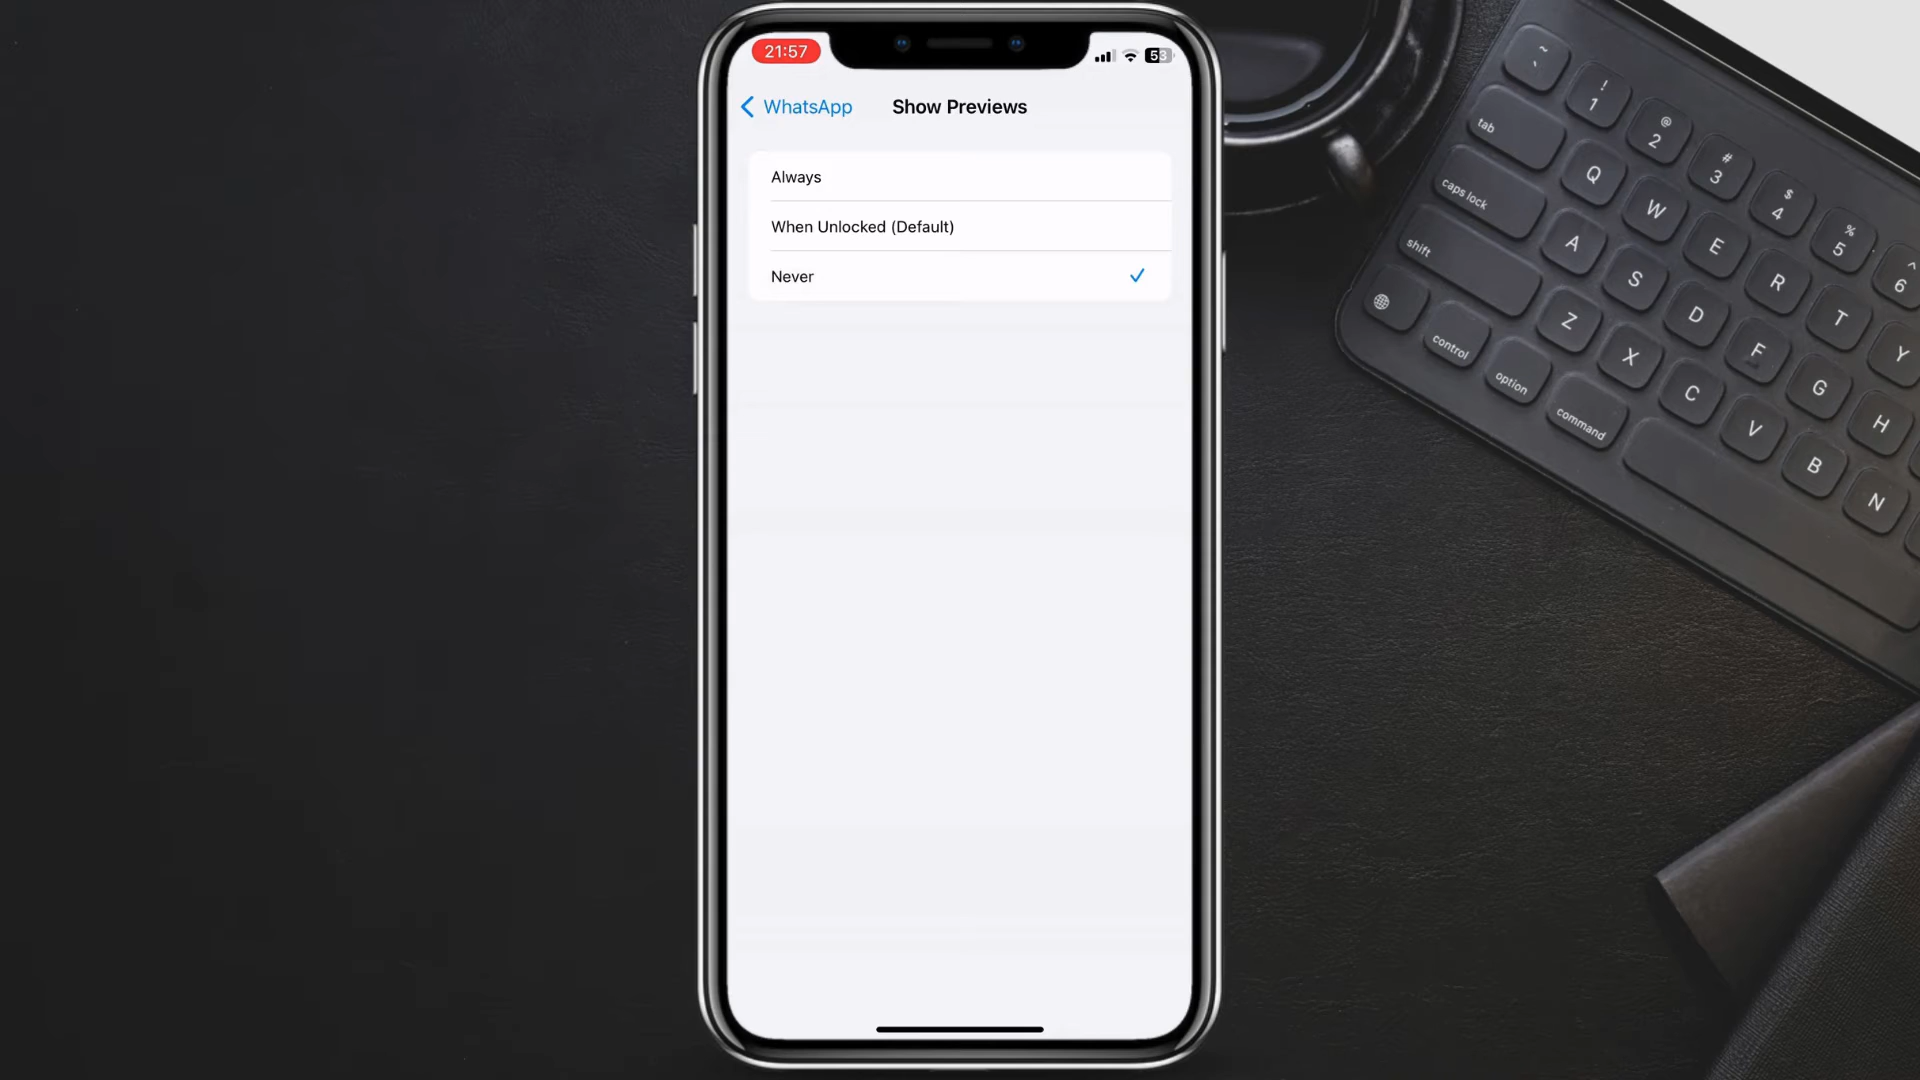 21:57
53
WhatsApp
Show Previews
Always
When Unlocked (Default)
Never
~
`
!
1
@
2
#
3
$
4
%
5
^
6
tab
Q
W
E
R
T
Y
caps lock
A
S
D
F
G
H
shift
Z
X
C
V
B
N
control
option
command